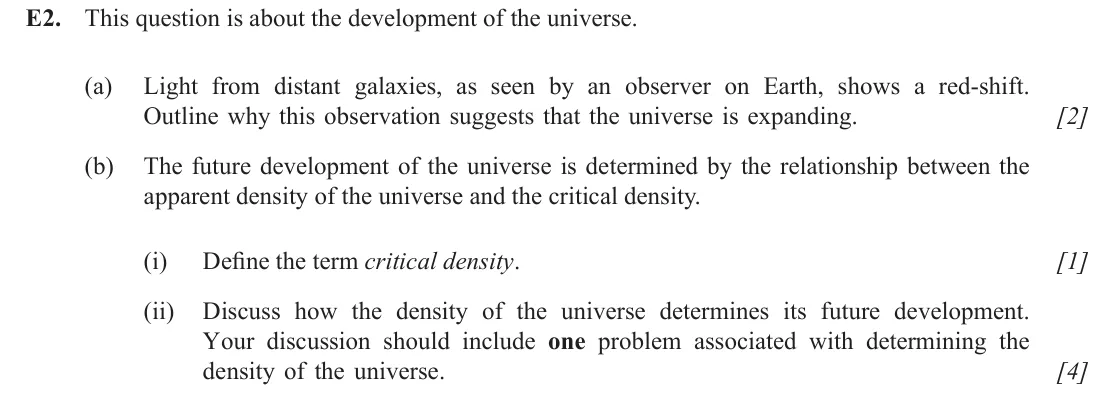 E2. This question is about the development of the universe.
(a) Light from distant galaxies, as seen by an observer on Earth, shows a red-shift.
Outline why this observation suggests that the universe is expanding. [2]
(b) The future development of the universe is determined by the relationship between the
apparent density of the universe and the critical density.
(i) Define the term critical density. [1]
(ii) Discuss how the density of the universe determines its future development.
Your discussion should include one problem associated with determining the
density of the universe. [4]